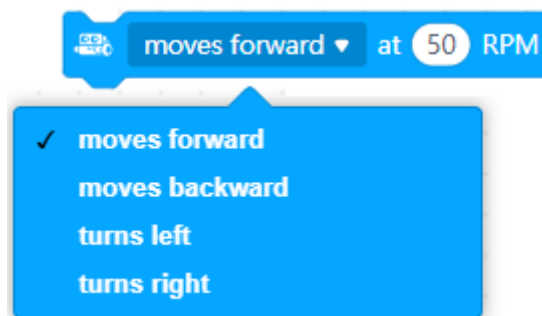 moves forward at 50 RPM
moves forward
moves backward
turns left
turns right